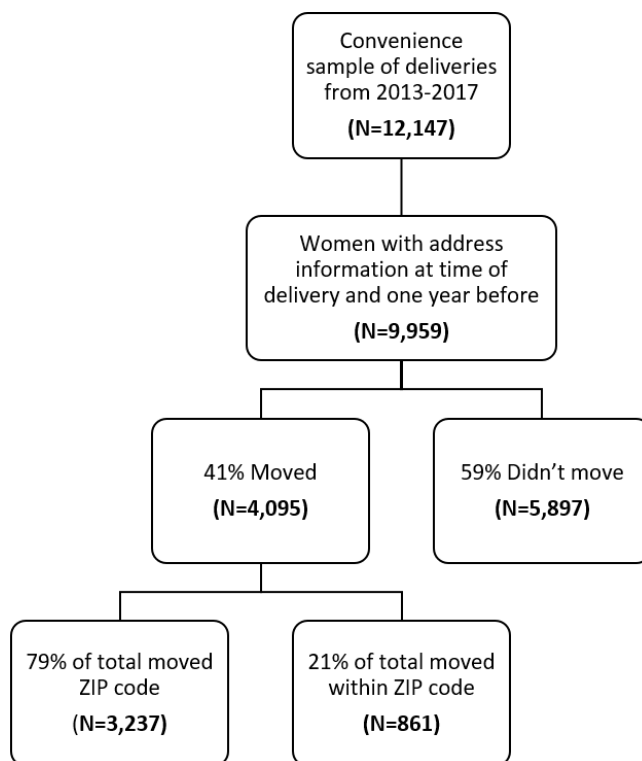 Convenience
sample of deliveries
from 2013-2017
(N=12,147)
Women with address
information at time of
delivery and one year before
(N=9,959)
41% Moved
(N=4,095)
59% Didn’t move
(N=5,897)
79% of total moved
ZIP code
(N=3,237)
21% of total moved
within ZIP code
(N=861)